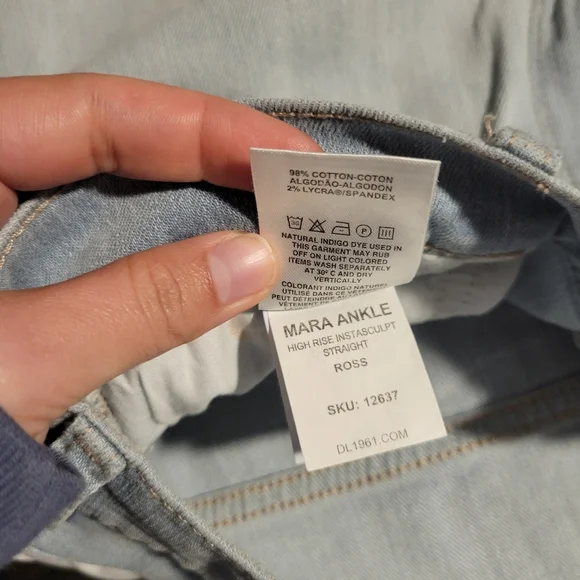 98% COTTON-COTON
ALGODÃO-ALGODON
2% LYCRA®/SPANDEX
30 P
NATURAL INDIGO DYE USED IN
THIS GARMENT MAY RUB
OFF ON LIGHT COLORED
ITEMS WASH SEPARATELY
AT 30° C AND DRY
VERTICALLY
COLORANT INDIGO NATUREL
UTILISÉ DANS CE
PEUT DÉTEINDRE
VÊTEMENT
MARA ANKLE
HIGH RISE INSTASCULPT
STRAIGHT
ROSS
SKU: 12637
DL1961.COM